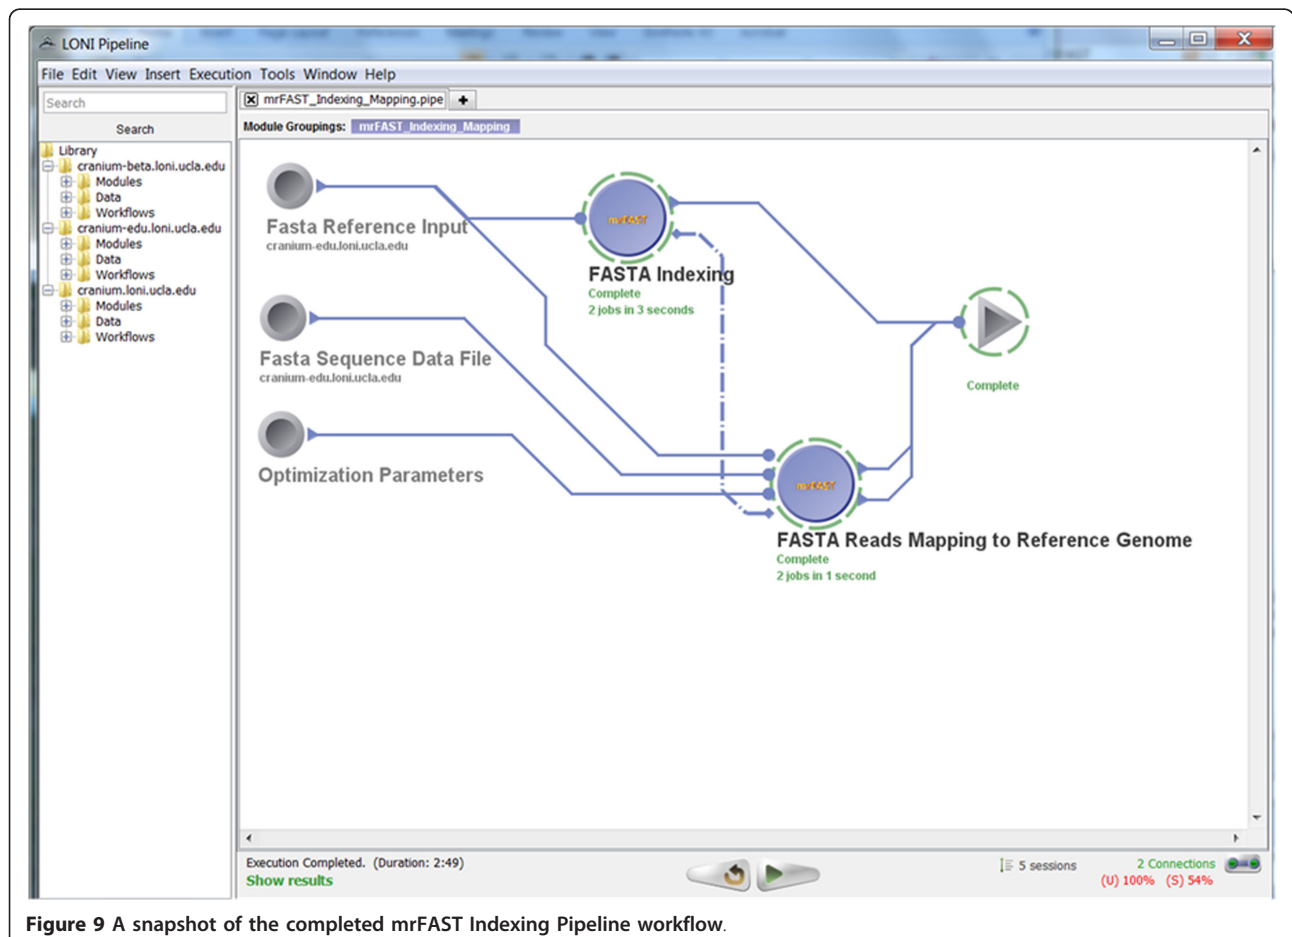 LONI Pipeline
File Edit View Insert Execution Tools Window Help
Search
Search
Library
cranium-beta.loni.ucla.edu
Modules
Data
Workflows
cranium-edu.loni.ucla.edu
Modules
Data
Workflows
cranium.loni.ucla.edu
Modules
Data
Workflows
mrFAST_Indexing_Mapping.pipe
Module Groupings: mrFAST_Indexing_Mapping
Fasta Reference Input
cranium-edu.loni.ucla.edu
mrFAST
FASTA Indexing
Complete
2 jobs in 3 seconds
Fasta Sequence Data File
cranium-edu.loni.ucla.edu
Complete
Optimization Parameters
mrFAST
FASTA Reads Mapping to Reference Genome
Complete
2 jobs in 1 second
Execution Completed. (Duration: 2:49)
Show results
5 sessions
2 Connections
(U) 100% (S) 54%
Figure 9 A snapshot of the completed mrFAST Indexing Pipeline workflow.